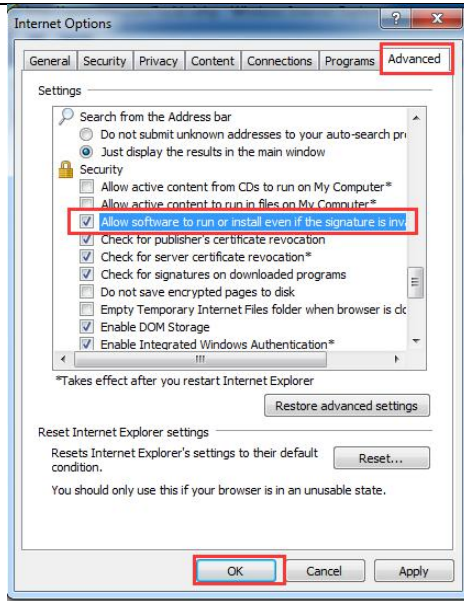 Internet Options
General Security Privacy Content Connections Programs Advanced
Settings
Search from the Address bar
Do not submit unknown addresses to your auto-search pro
Just display the results in the main window
Security
Allow active content from CDs to run on My Computer*
Allow active content to run in files on My Computer*
Allow software to run or install even if the signature is inva
Check for publisher's certificate revocation
Check for server certificate revocation*
Check for signatures on downloaded programs
Do not save encrypted pages to disk
Empty Temporary Internet Files folder when browser is clo
Enable DOM Storage
Enable Integrated Windows Authentication*
*Takes effect after you restart Internet Explorer
Restore advanced settings
Reset Internet Explorer settings
Resets Internet Explorer's settings to their default
condition.
Reset...
You should only use this if your browser is in an unusable state.
OK Cancel Apply